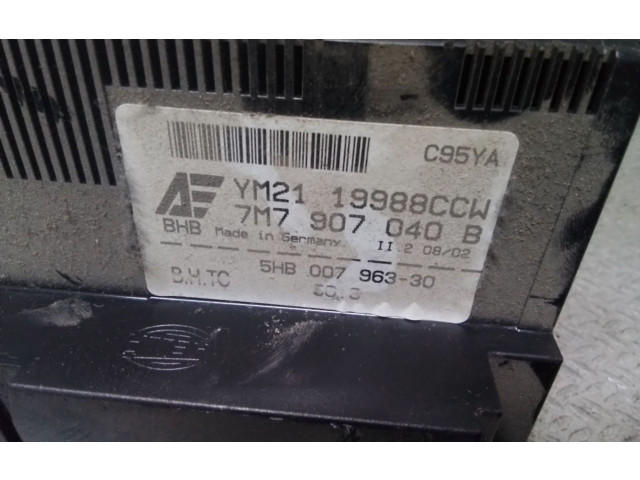 C95YA
AF
YM21 19988CCW
7M7 907 040 B
BHB Made in Germany II.2 08/02
5HB 007 963-30
B.H.TC